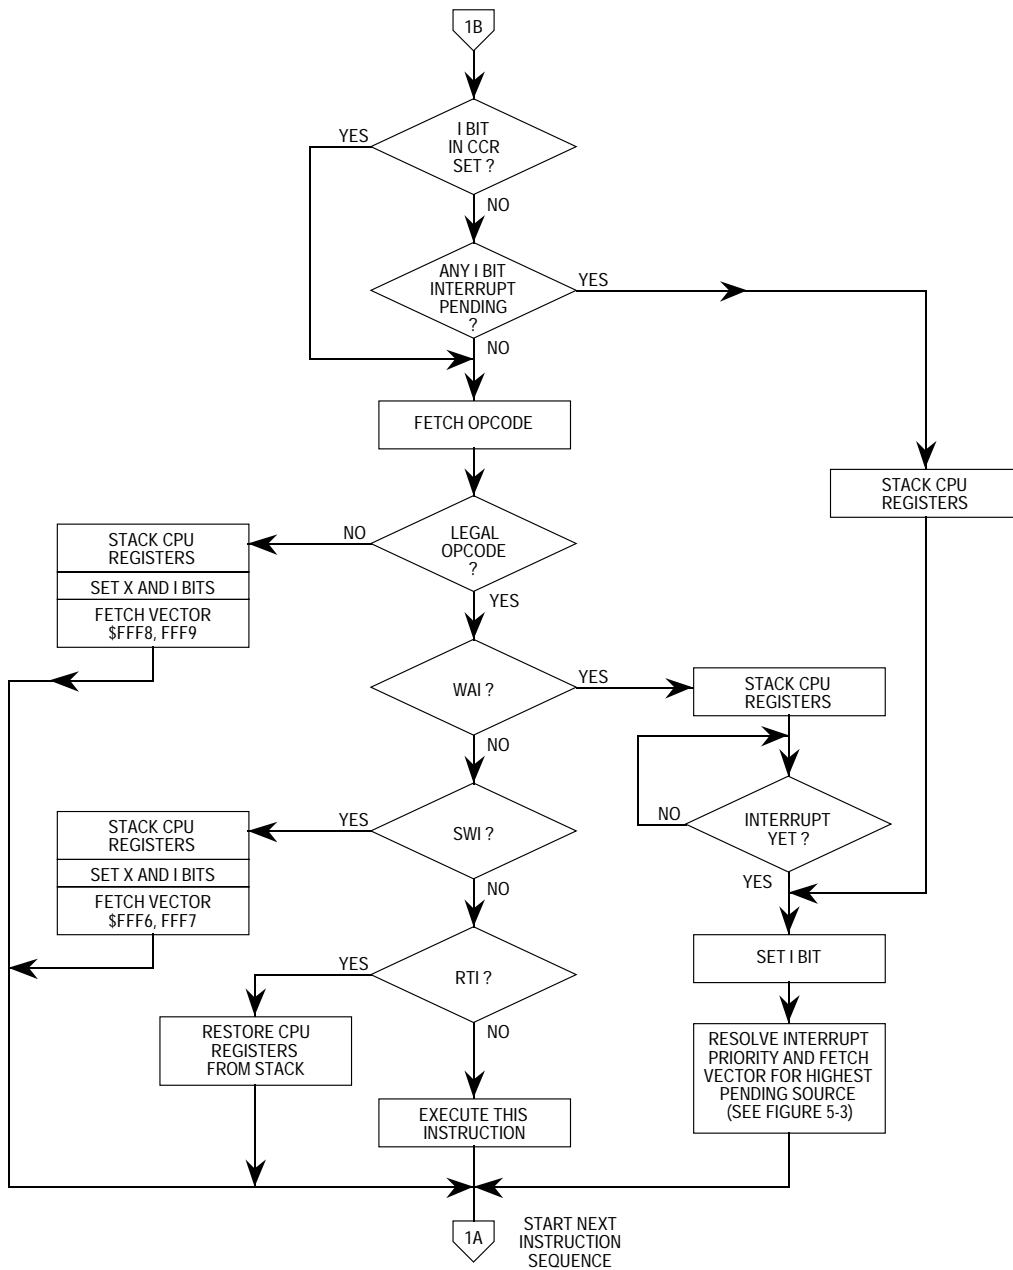 1B
I BIT
IN CCR
SET ?
YES
NO
ANY I BIT
INTERRUPT
PENDING
?
YES
NO
FETCH OPCODE
STACK CPU
REGISTERS
LEGAL
OPCODE
?
NO
YES
STACK CPU
REGISTERS
SET X AND I BITS
FETCH VECTOR
$FFF8, FFF9
WAI ?
YES
NO
STACK CPU
REGISTERS
INTERRUPT
YET ?
NO
YES
SWI ?
YES
NO
STACK CPU
REGISTERS
SET X AND I BITS
FETCH VECTOR
$FFF6, FFF7
SET I BIT
RTI ?
YES
NO
RESTORE CPU
REGISTERS
FROM STACK
RESOLVE INTERRUPT
PRIORITY AND FETCH
VECTOR FOR HIGHEST
PENDING SOURCE
(SEE FIGURE 5-3)
EXECUTE THIS
INSTRUCTION
1A
START NEXT
INSTRUCTION
SEQUENCE